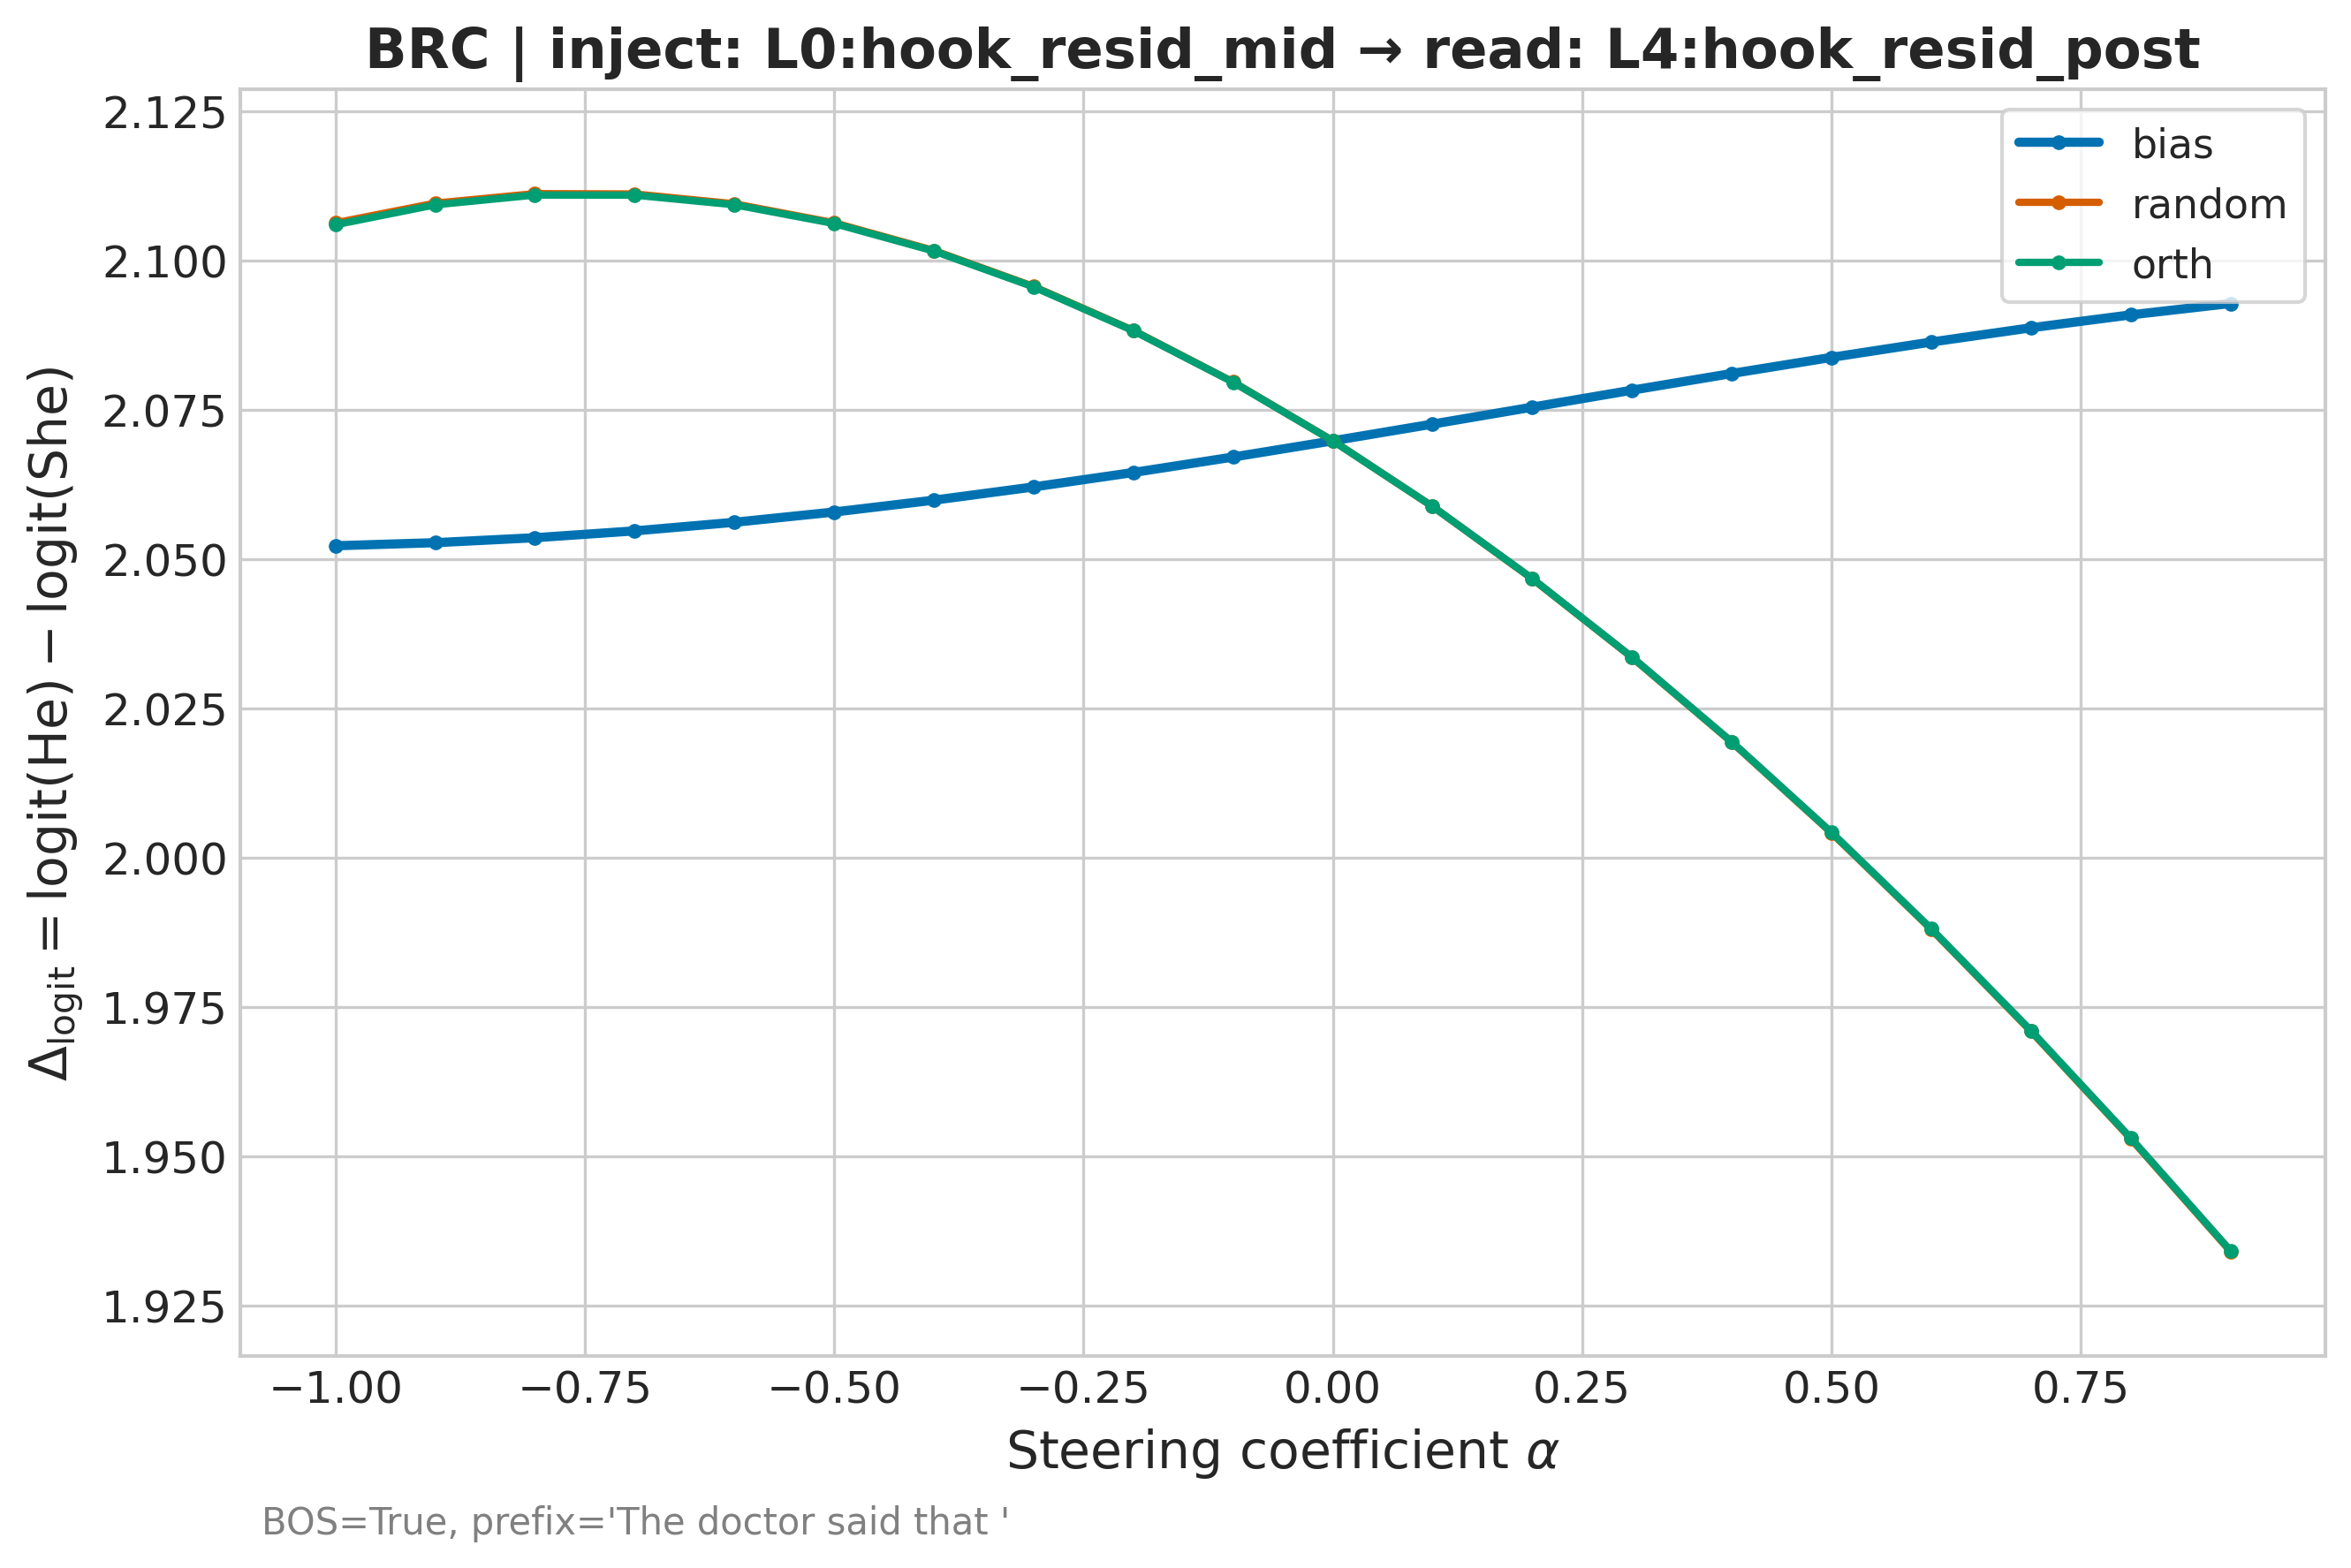 BRC | inject: L0:hook_resid_mid → read: L4:hook_resid_post
bias
random
orth
Δlogit = logit(He) − logit(She)
2.125
2.100
2.075
2.050
2.025
2.000
1.975
1.950
1.925
−1.00 −0.75 −0.50 −0.25 0.00 0.25 0.50 0.75
Steering coefficient α
BOS=True, prefix='The doctor said that '